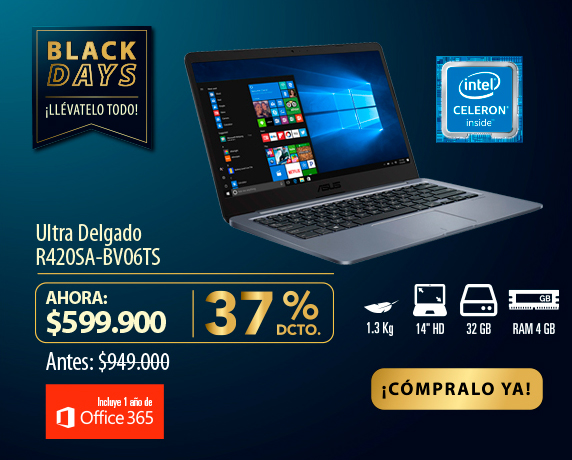 BLACK
DAYS
¡LLÉVATELO TODO!
intel
CELERON®
inside™
ASUS
Ultra Delgado
R420SA-BV06TS
AHORA:
$599.900
37%
DCTO.
Antes: $949.000
Incluye 1 año de
Office 365
1.3 Kg
14" HD
32 GB
GB
RAM 4 GB
¡CÓMPRALO YA!